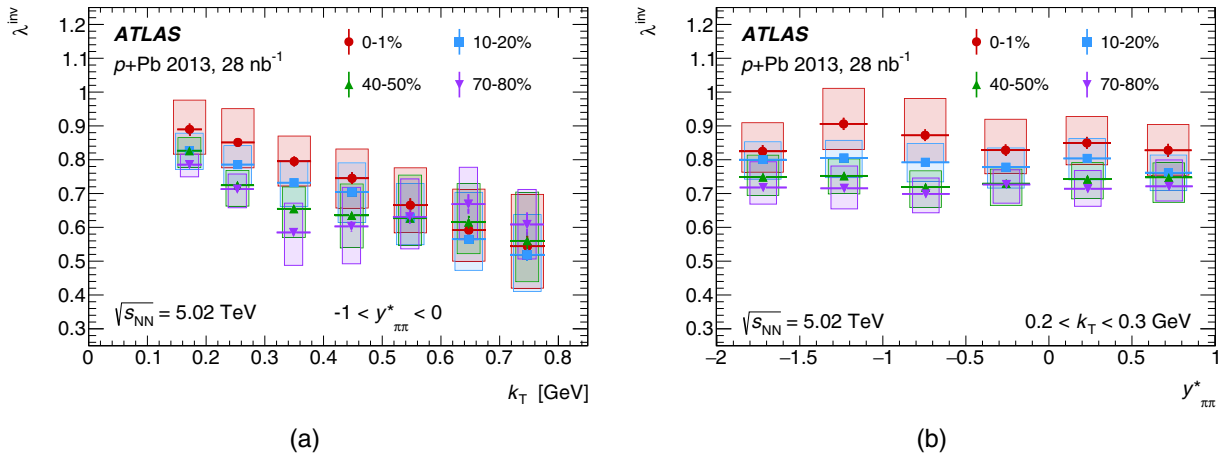 λ^inv
1.2
1.1
1
0.9
0.8
0.7
0.6
0.5
0.4
0.3
ATLAS
p+Pb 2013, 28 nb⁻¹
0-1%
10-20%
40-50%
70-80%
√s_NN = 5.02 TeV
-1 < y*_ππ < 0
0 0.1 0.2 0.3 0.4 0.5 0.6 0.7 0.8
k_T [GeV]
(a)
λ^inv
1.2
1.1
1
0.9
0.8
0.7
0.6
0.5
0.4
0.3
ATLAS
p+Pb 2013, 28 nb⁻¹
0-1%
10-20%
40-50%
70-80%
√s_NN = 5.02 TeV
0.2 < k_T < 0.3 GeV
−2 −1.5 −1 −0.5 0 0.5 1
y*_ππ
(b)